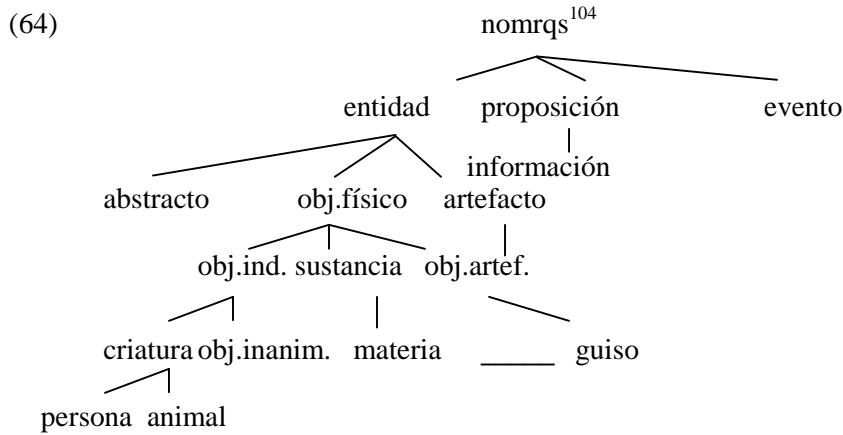 (64) nomrqs104
entidad proposición evento
información
abstracto obj.físico artefacto
obj.ind. sustancia obj.artef.
criatura obj.inanim. materia _____ guiso
persona animal